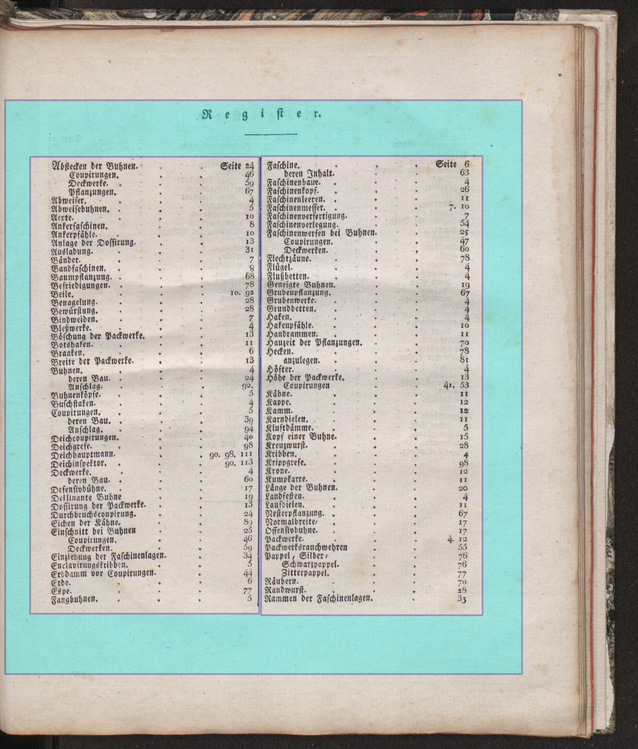 Register.
Abstecken der Buhnen. Seite 24
Coupirungen. 46
Deckwerke. 59
Pflanzungen. 67
Abweiser. 4
Abweisebuhnen. 5
Aerte. 10
Ankerfaschinen. 8
Ankerpfähle. 10
Anlage der Dossirung. 13
Ausladung. 31
Bänder. 7
Bandfaschinen. 8
Baumpflanzung. 68
Befriedigungen. 78
Beile. 10. 92
Benagelung. 28
Bewürstung. 28
Bindweiden. 7
Bleßwerke. 4
Böschung der Packwerke. 13
Botshaken. 11
Braaken. 6
Breite der Packwerke. 13
Buhnen. 4
deren Bau. 24
Anschlag. 92.
Buhnenköpfe. 5
Buschstaken. 4
Coupirungen. 5
deren Bau. 39
Anschlag. 94
Deichcoupirungen. 40
Deichgrefe. 98
Deichhauptmann. 90. 98. 111
Deichinspektor. 90. 113
Deckwerke. 4
deren Bau. 60
Defensivbühne. 17
Dellinante Buhne 19
Dossirung der Packwerke. 13
Durchbruchscoupirung. 24
Eichen der Kähne. 89
Einschnitt bei Buhnen 25
Coupirungen. 46
Deckwerken. 59
Einziehung der Faschinenlagen. 34
Enclavirungskribben. 5
Erddamm vor Coupirungen. 44
Erde. 6
Espe. 77
Fangbuhnen. 5
Faschine. Seite 6
deren Inhalt. 63
Faschinenbaue. 4
Faschinenkopf. 26
Faschinenleeren. 11
Faschinenmesser. 7. 10
Faschinenverfertigung. 7
Faschinenverlegung. 54
Faschinenwerfen bei Buhnen. 25
Coupirungen. 47
Deckwerken. 60
Flechtzäune. 78
Flügel. 4
Flußbetten. 4
Geneigte Buhnen. 19
Grubenpflanzung. 67
Grubenwerke. 4
Grundbetten. 4
Haken. 4
Hakenpfähle. 10
Handrammen. 11
Hauzeit der Pflanzungen. 70
Hecken. 78
anzulegen. 81
Höfter. 4
Höhe der Packwerke. 13
Coupirungen 41. 53
Kähne. 11
Kappe. 12
Kamm. 12
Karndielen. 11
Kluftdämme. 5
Kopf einer Buhne. 15
Kreuzwurst. 28
Kribben. 4
Krippgrefe. 98
Krone. 12
Kumpkarre. 11
Länge der Buhnen. 20
Landfesten. 4
Laufdielen. 11
Nesterpflanzung. 67
Normalbreite 17
Offensivbuhne. 17
Packwerke. 4. 12
Packwerksrauchwehren 55
Pappel, Silber- 76
Schwarzpappel. 76
Zitterpappel. 77
Räubern. 70
Randwurst. 28
Rammen der Faschinenlagen. 33